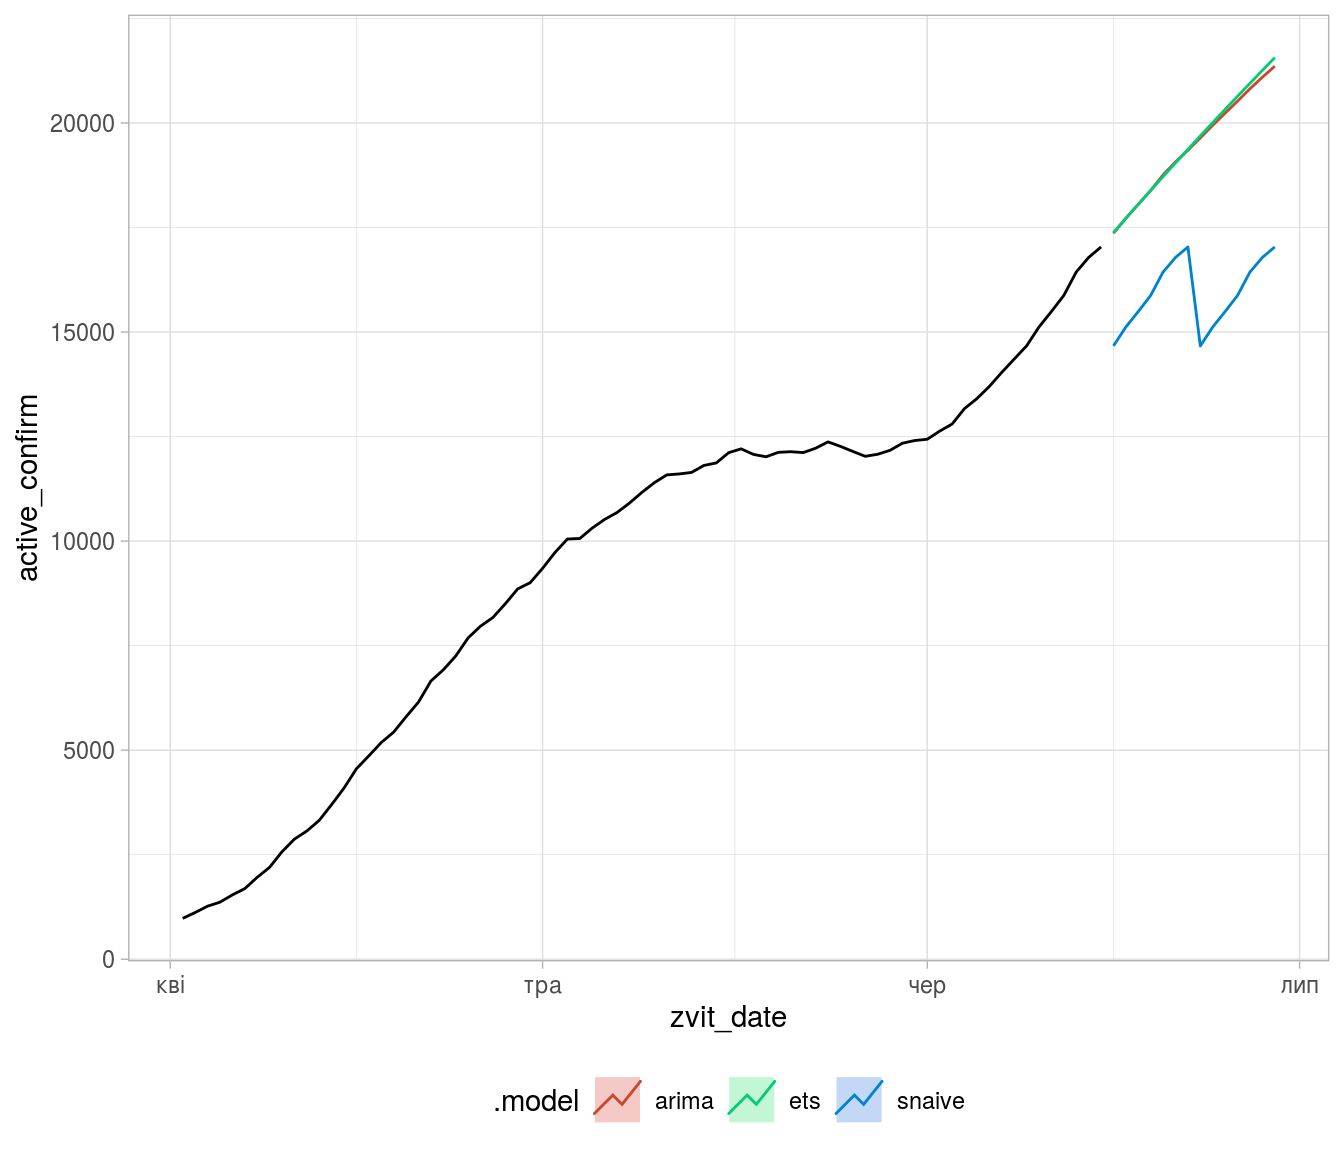 active_confirm
20000
15000
10000
5000
0
кві тра чер лип
zvit_date
.model arima ets snaive